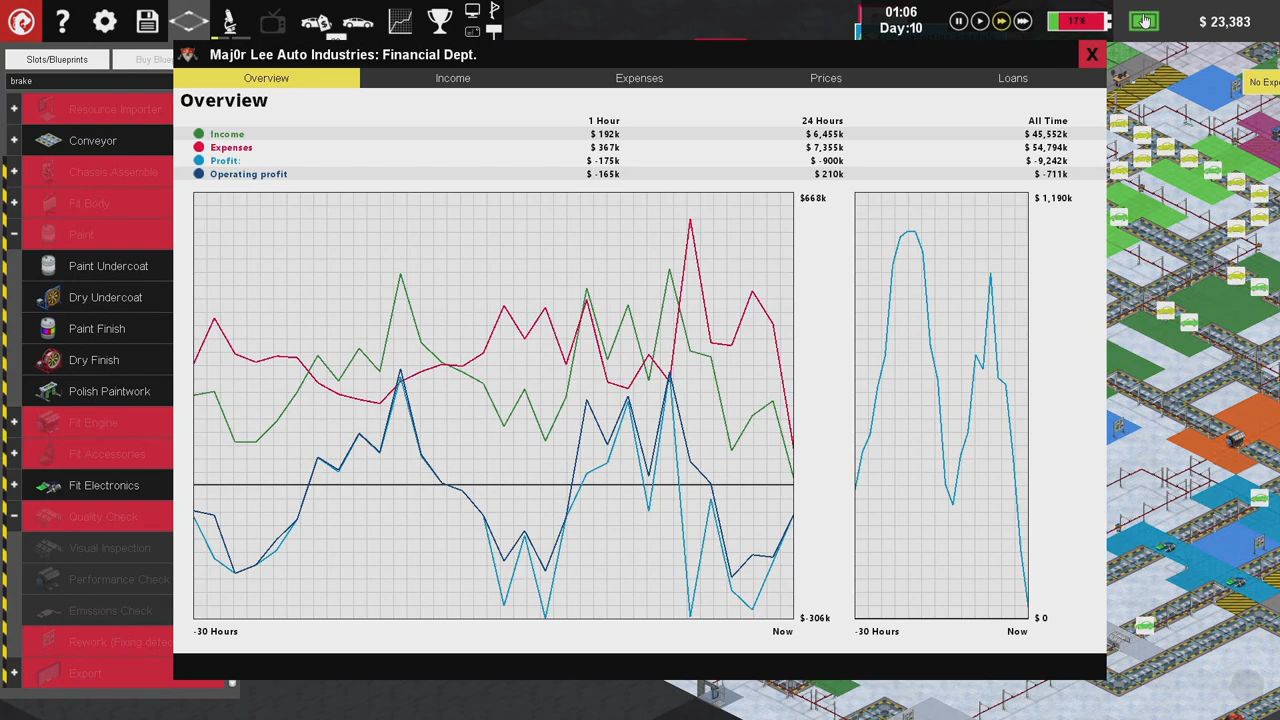 01:06
Day:10
17%
$ 23,383
Slots/Blueprints
Buy Blue
brake
Resource Importer
Conveyor
Chassis Assemble
Fit Body
Paint
Paint Undercoat
Dry Undercoat
Paint Finish
Dry Finish
Polish Paintwork
Fit Engine
Fit Accessories
Fit Electronics
Quality Check
Visual Inspection
Performance Check
Emissions Check
Rework (Fixing defec
Export
Maj0r Lee Auto Industries: Financial Dept.
X
Overview
Income
Expenses
Prices
Loans
Overview
1 Hour
24 Hours
All Time
Income
$ 192k
$ 6,455k
$ 45,552k
Expenses
$ 367k
$ 7,355k
$ 54,794k
Profit:
$ -175k
$ -900k
$ -9,242k
Operating profit
$ -165k
$ 210k
$ -711k
$668k
$ 1,190k
$-306k
$ 0
-30 Hours
Now
-30 Hours
Now
No Expo